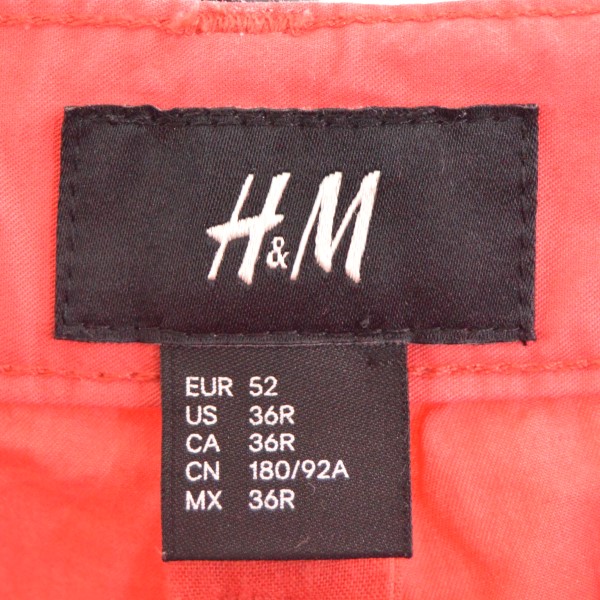 H&M
EUR 52
US 36R
CA 36R
CN 180/92A
MX 36R